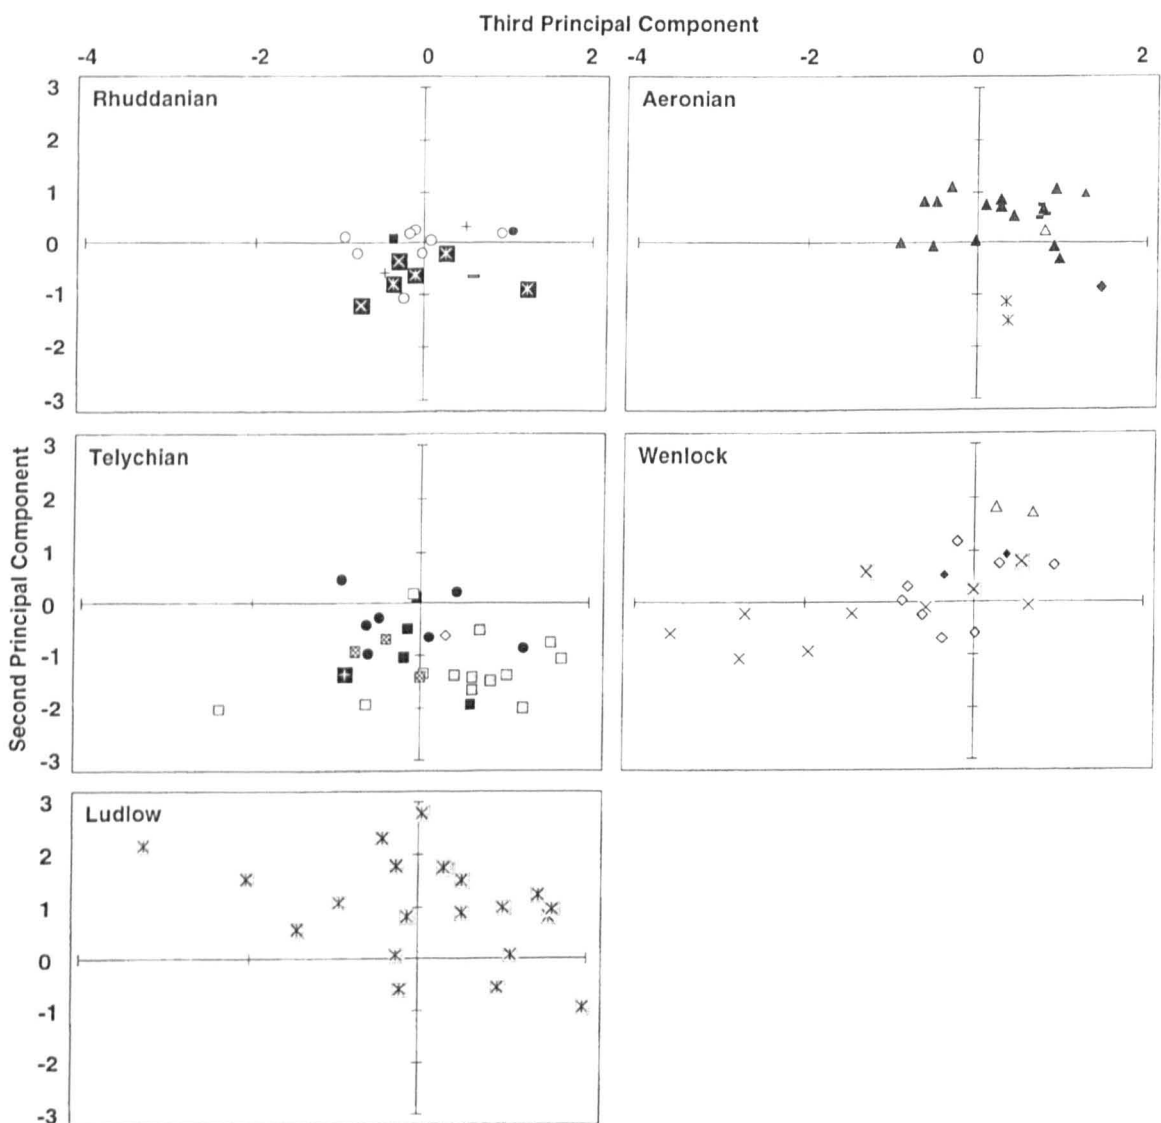 Third Principal Component
-4 -2 0 2 -4 -2 0 2
Rhuddanian
3
2
1
0
-1
-2
-3
Aeronian
Second Principal Component
Telychian
3
2
1
0
-1
-2
-3
Wenlock
Ludlow
3
2
1
0
-1
-2
-3